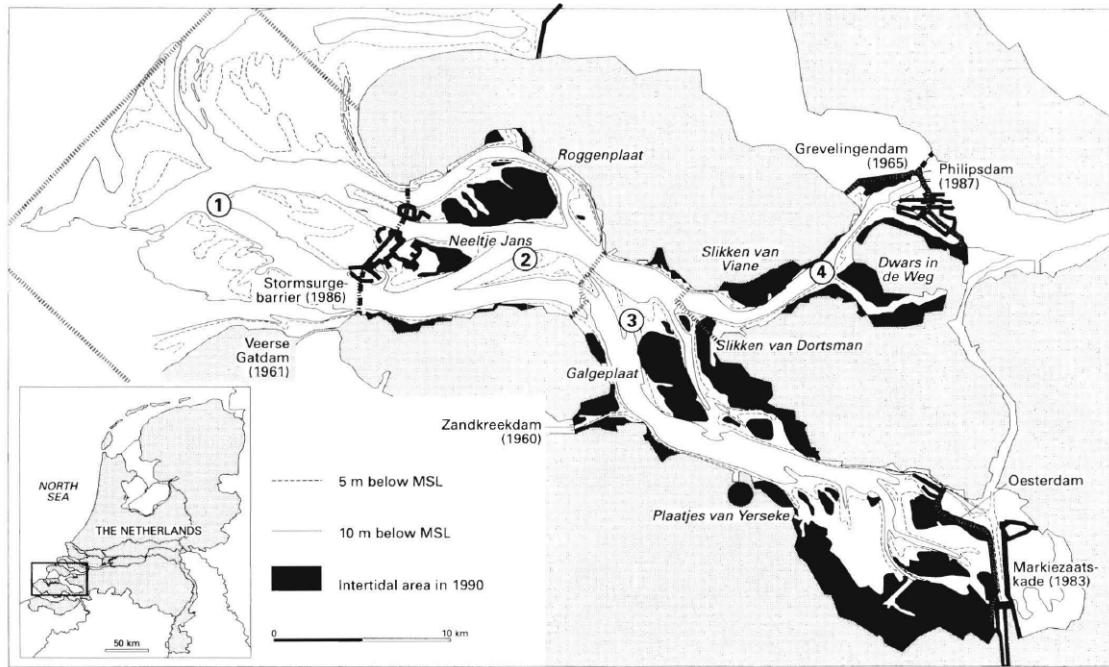 Roggenplaat
Grevelingendam
(1965)
Philipsdam
(1987)
1
Neeltje Jans
2
Slikken van
Viane
4
Dwars in
de Weg
Stormsurge-
barrier (1986)
3
Slikken van Dortsman
Veerse
Gatdam
(1961)
Galgeplaat
Zandkreekdam
(1960)
NORTH
SEA
THE NETHERLANDS
50 km
5 m below MSL
10 m below MSL
Intertidal area in 1990
0
10 km
Plaatjes van Yerseke
Oesterdam
Markiezaats-
kade (1983)